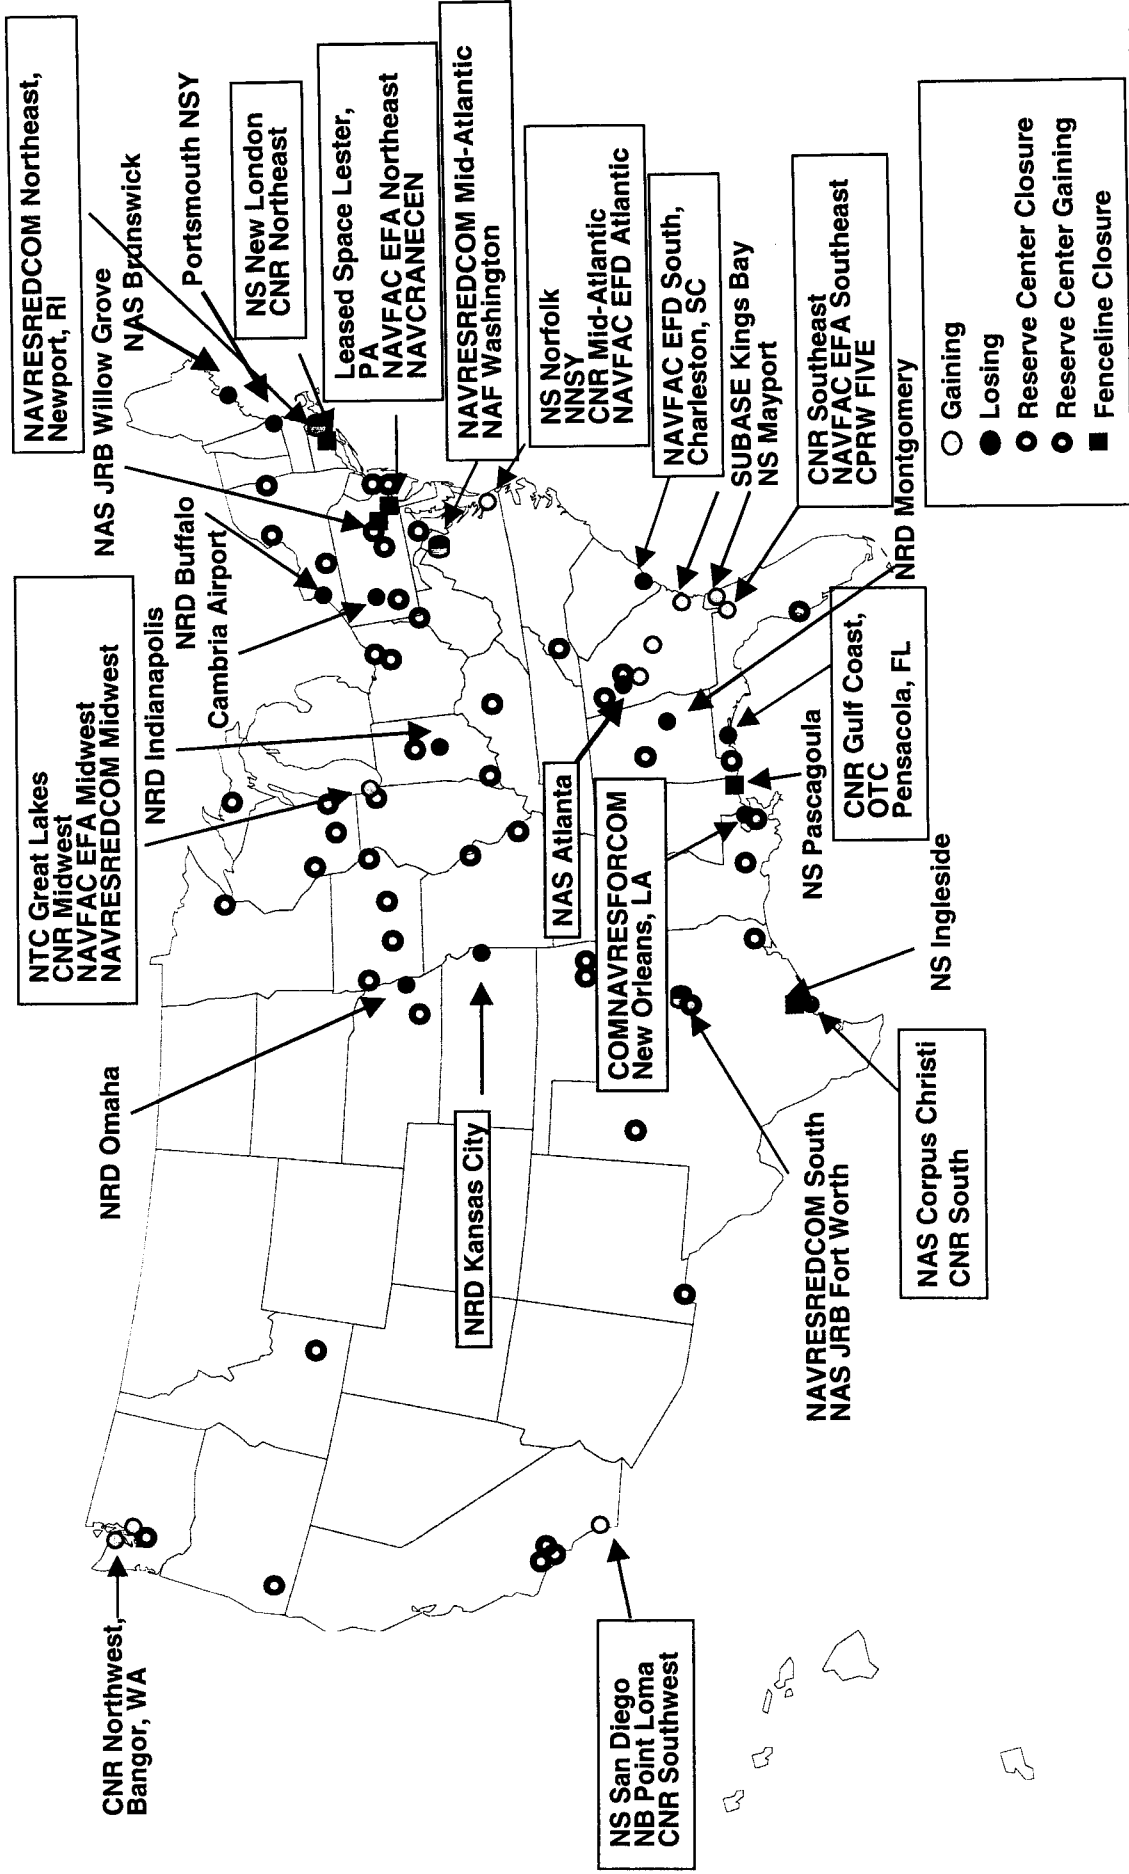 CNR Northwest,
Bangor, WA
NS San Diego
NB Point Loma
CNR Southwest
NRD Omaha
NRD Kansas City
NAVRESREDCOM South
NAS JRB Fort Worth
NAS Corpus Christi
CNR South
NS Ingleside
NTC Great Lakes
CNR Midwest
NAVFAC EFA Midwest
NAVRESREDCOM Midwest
NRD Indianapolis
Cambria Airport
NRD Buffalo
NAS JRB Willow Grove
COMNAVRESFORCOM
New Orleans, LA
NAS Atlanta
NS Pascagoula
CNR Gulf Coast,
OTC
Pensacola, FL
NRD Montgomery
NAVRESREDCOM Northeast,
Newport, RI
NAS Brunswick
Portsmouth NSY
NS New London
CNR Northeast
Leased Space Lester,
PA
NAVFAC EFA Northeast
NAVCRANECEN
NAVRESREDCOM Mid-Atlantic
NAF Washington
NS Norfolk
NNSY
CNR Mid-Atlantic
NAVFAC EFD Atlantic
NAVFAC EFD South,
Charleston, SC
SUBASE Kings Bay
NS Mayport
CNR Southeast
NAVFAC EFA Southeast
CPRW FIVE
Gaining
Losing
Reserve Center Closure
Reserve Center Gaining
Fenceline Closure